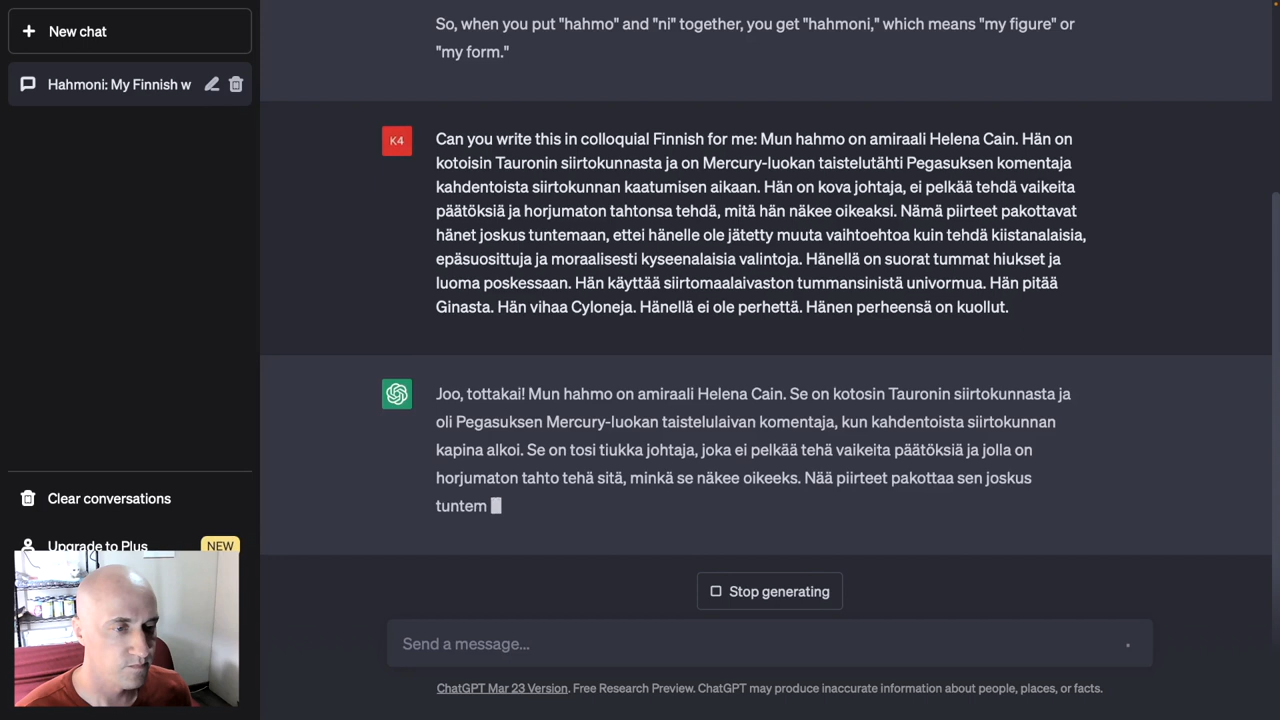 So, when you put "hahmo" and "ni" together, you get "hahmoni," which means "my figure" or
"my form."
New chat
Hahmoni: My Finnish w
K4
Can you write this in colloquial Finnish for me: Mun hahmo on amiraali Helena Cain. Hän on
kotoisin Tauronin siirtokunnasta ja on Mercury-luokan taistelutähti Pegasuksen komentaja
kahdentoista siirtokunnan kaatumisen aikaan. Hän on kova johtaja, ei pelkää tehdä vaikeita
päätöksiä ja horjumaton tahtonsa tehdä, mitä hän näkee oikeaksi. Nämä piirteet pakottavat
hänet joskus tuntemaan, ettei hänelle ole jätetty muuta vaihtoehtoa kuin tehdä kiistanalaisia,
epäsuosittuja ja moraalisesti kyseenalaisia valintoja. Hänellä on suorat tummat hiukset ja
luoma poskessaan. Hän käyttää siirtomaalaivaston tummansinistä univormua. Hän pitää
Ginasta. Hän vihaa Cyloneja. Hänellä ei ole perhettä. Hänen perheensä on kuollut.
Joo, tottakai! Mun hahmo on amiraali Helena Cain. Se on kotosin Tauronin siirtokunnasta ja
oli Pegasuksen Mercury-luokan taistelulaivan komentaja, kun kahdentoista siirtokunnan
kapina alkoi. Se on tosi tiukka johtaja, joka ei pelkää tehä vaikeita päätöksiä ja jolla on
horjumaton tahto tehä sitä, minkä se näkee oikeeks. Nää piirteet pakottaa sen joskus
tuntem
Clear conversations
Upgrade to Plus
NEW
Stop generating
Send a message...
ChatGPT Mar 23 Version. Free Research Preview. ChatGPT may produce inaccurate information about people, places, or facts.